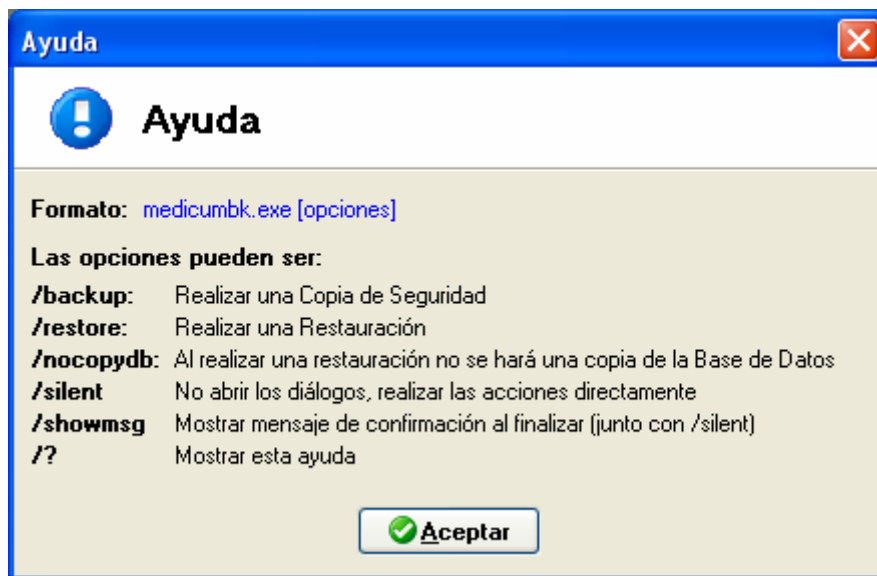 Ayuda
Ayuda
Formato: medicumbk.exe [opciones]
Las opciones pueden ser:
/backup: Realizar una Copia de Seguridad
/restore: Realizar una Restauración
/nocopydb: Al realizar una restauración no se hará una copia de la Base de Datos
/silent No abrir los diálogos, realizar las acciones directamente
/showmsg Mostrar mensaje de confirmación al finalizar (junto con /silent)
/? Mostrar esta ayuda
Aceptar